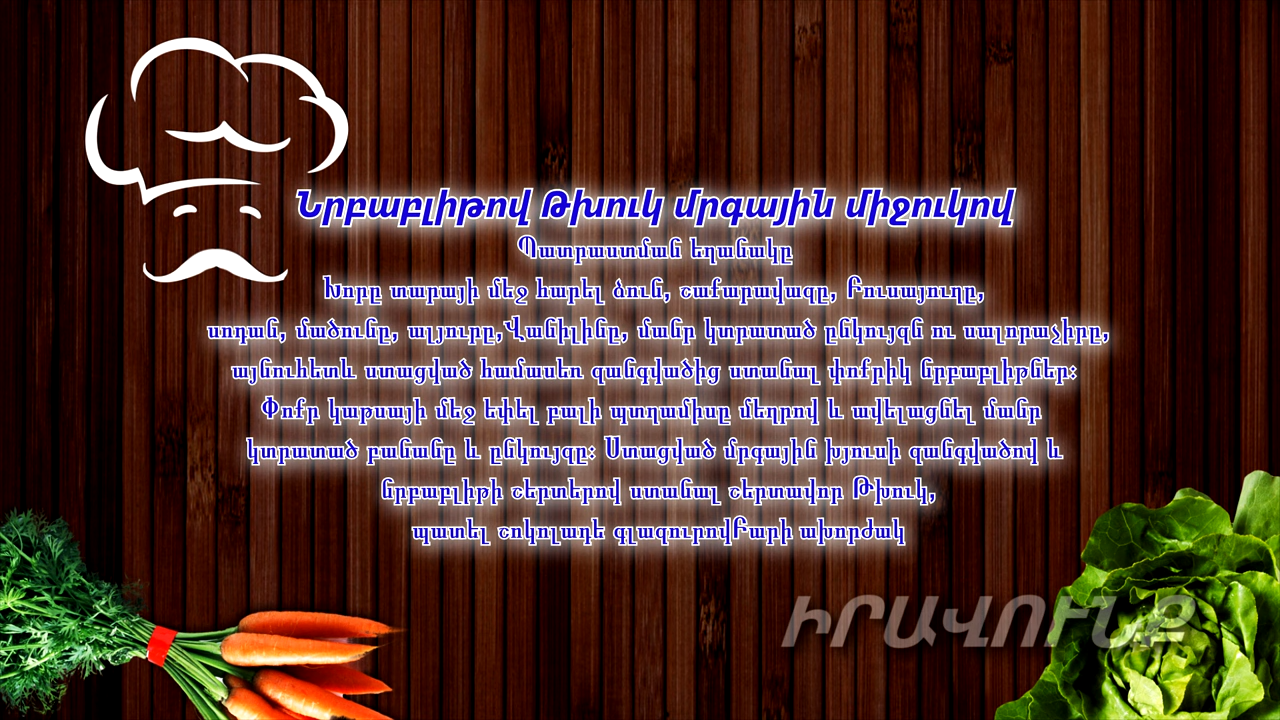 Նրբաբլիթով Թխուկ մրգային միջուկով
Պատրաստման եղանակը
Խորը տարայի մեջ հարել ձուն, շաքարավազը, Բուսայուղը,
սոդան, մածունը, ալյուրը,Վանիլինը, մանր կտրատած ընկույզն ու սալորաչիրը,
այնուհետև ստացված համասեռ զանգվածից ստանալ փոքրիկ նրբաբլիթներ:
Փոքր կաթսայի մեջ եփել բալի պտղամիսը մեղրով և ավելացնել մանր
կտրատած բանանը և ընկույզը: Ստացված մրգային խյուսի զանգվածով և
նրբաբլիթի շերտերով ստանալ շերտավոր Թխուկ,
պատել շոկոլադե գլազուրովԲարի ախորժակ
ԻՐԱՎՈՒՆՔ